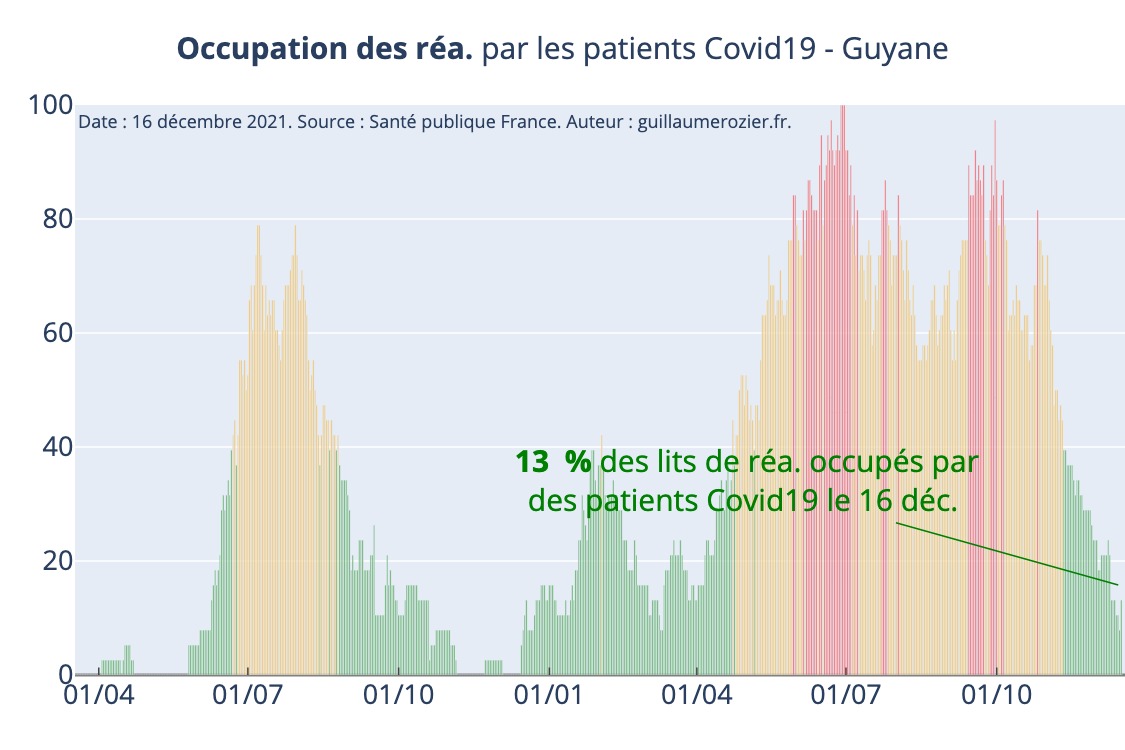 Occupation des réa. par les patients Covid19 - Guyane
100
Date : 16 décembre 2021. Source : Santé publique France. Auteur : guillaumerozier.fr.
80
60
40
13 % des lits de réa. occupés par
des patients Covid19 le 16 déc.
20
0
01/04 01/07 01/10 01/01 01/04 01/07 01/10